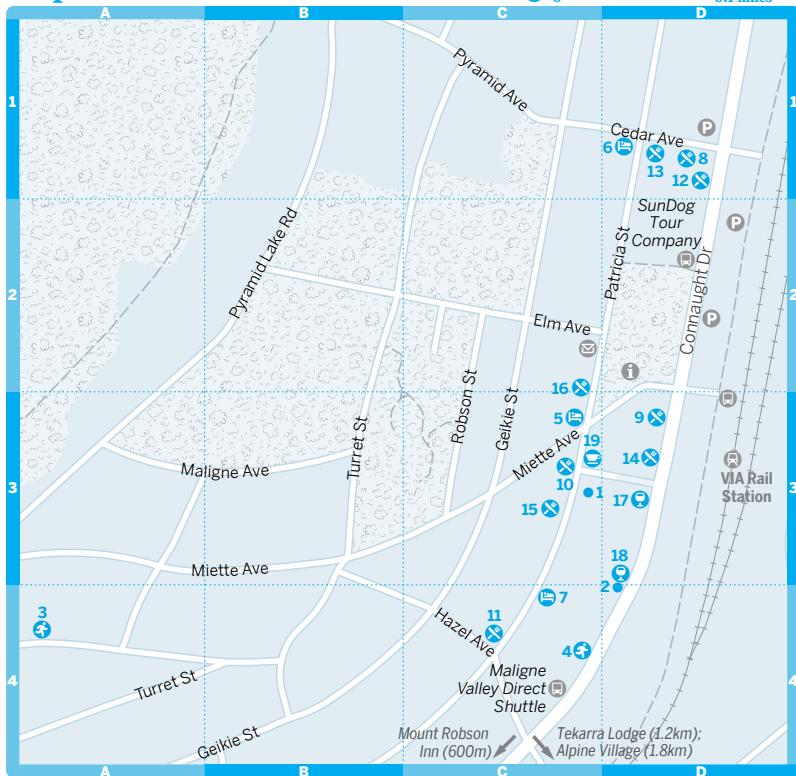 A B C D
Pyramid Ave
1 1
Cedar Ave
P
6
13
8
12
SunDog
Tour
Company
P
Pyramid Lake Rd
Patricia St
Connaught Dr
2 2
Elm Ave
P
i
16
Robson St
Geikie St
5
9
Turret St
Miette Ave
19
Maligne Ave
14
10
3 3
VIA Rail
Station
1
15
17
Miette Ave
18
2
7
3
11
Hazel Ave
4
4 4
Turret St
Maligne
Valley Direct
Shuttle
Geikie St
Mount Robson
Inn (600m)
Tekarra Lodge (1.2km);
Alpine Village (1.8km)
A B C D